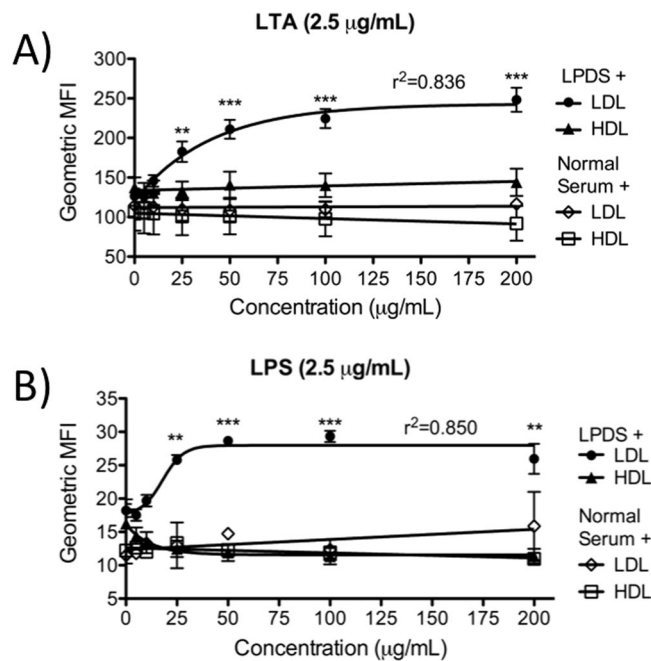 A)
LTA (2.5 μg/mL)
300
250
200
150
100
50
Geometric MFI
**
***
***
***
r²=0.836
0 25 50 75 100 125 150 175 200
Concentration (μg/mL)
LPDS +
LDL
HDL
Normal
Serum +
LDL
HDL
B)
LPS (2.5 μg/mL)
35
30
25
20
15
10
5
Geometric MFI
**
***
***
**
r²=0.850
0 25 50 75 100 125 150 175 200
Concentration (μg/mL)
LPDS +
LDL
HDL
Normal
Serum +
LDL
HDL